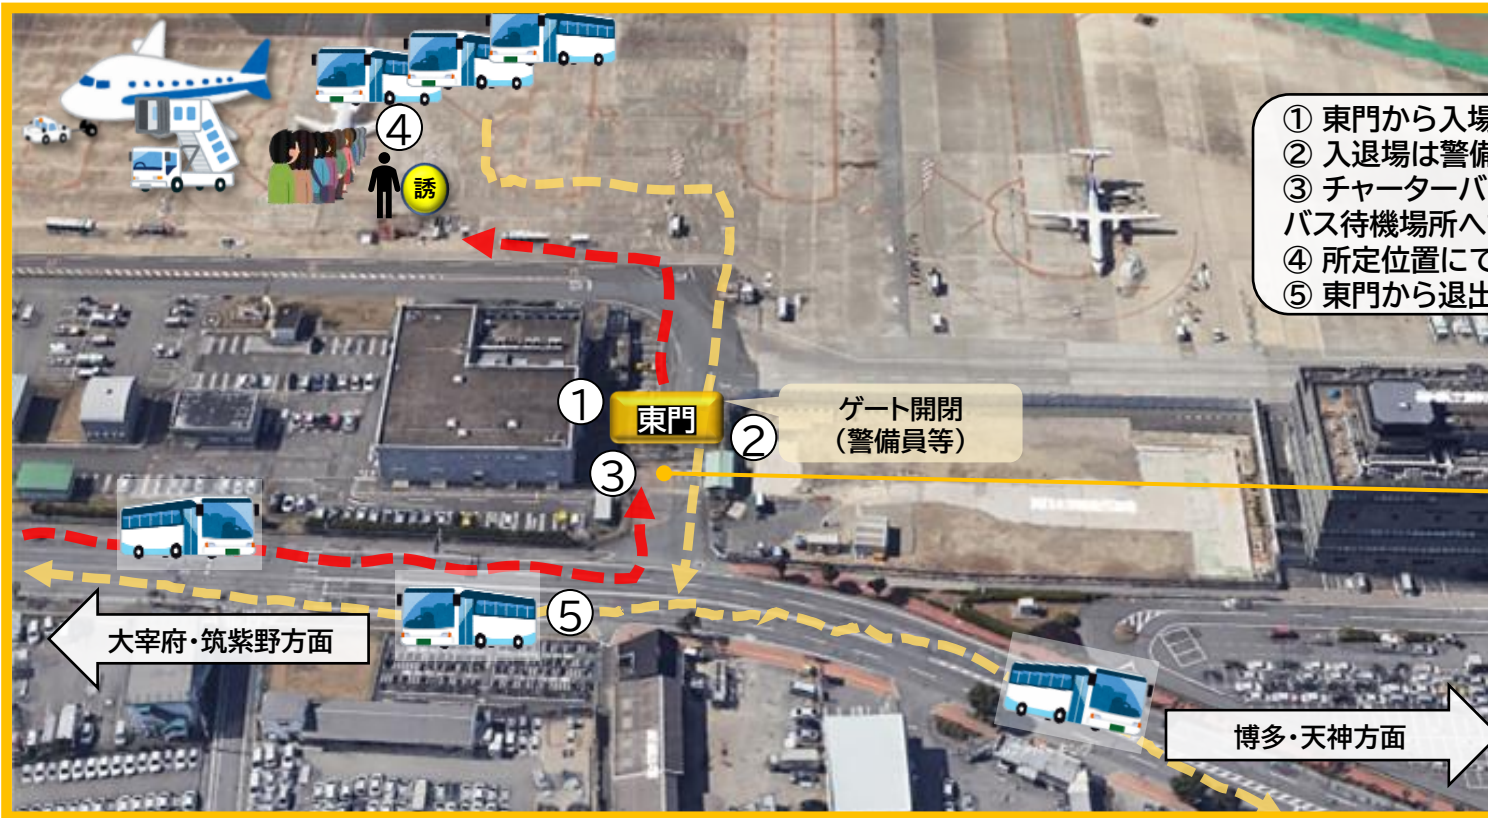 ④
誘
① 東門から入場
② 入退場は警備
③ チャーターバ
バス待機場所へ
④ 所定位置にて
⑤ 東門から退出
①
東門
②
ゲート開閉
（警備員等）
③
⑤
大宰府・筑紫野方面
博多・天神方面